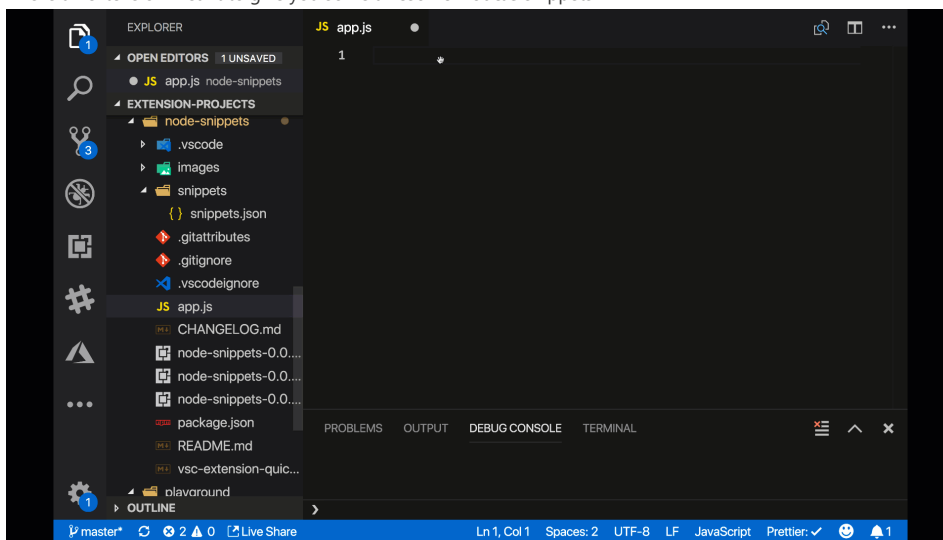 EXPLORER
JS app.js
1
OPEN EDITORS 1 UNSAVED
JS app.js node-snippets
EXTENSION-PROJECTS
node-snippets
.vscode
images
snippets
{ } snippets.json
.gitattributes
.gitignore
.vscodeignore
JS app.js
CHANGELOG.md
node-snippets-0.0....
node-snippets-0.0....
node-snippets-0.0....
package.json
README.md
vsc-extension-quic...
playground
OUTLINE
1
3
1
PROBLEMS OUTPUT DEBUG CONSOLE TERMINAL
master* 2 0 Live Share Ln 1, Col 1 Spaces: 2 UTF-8 LF JavaScript Prettier: ✓ 1